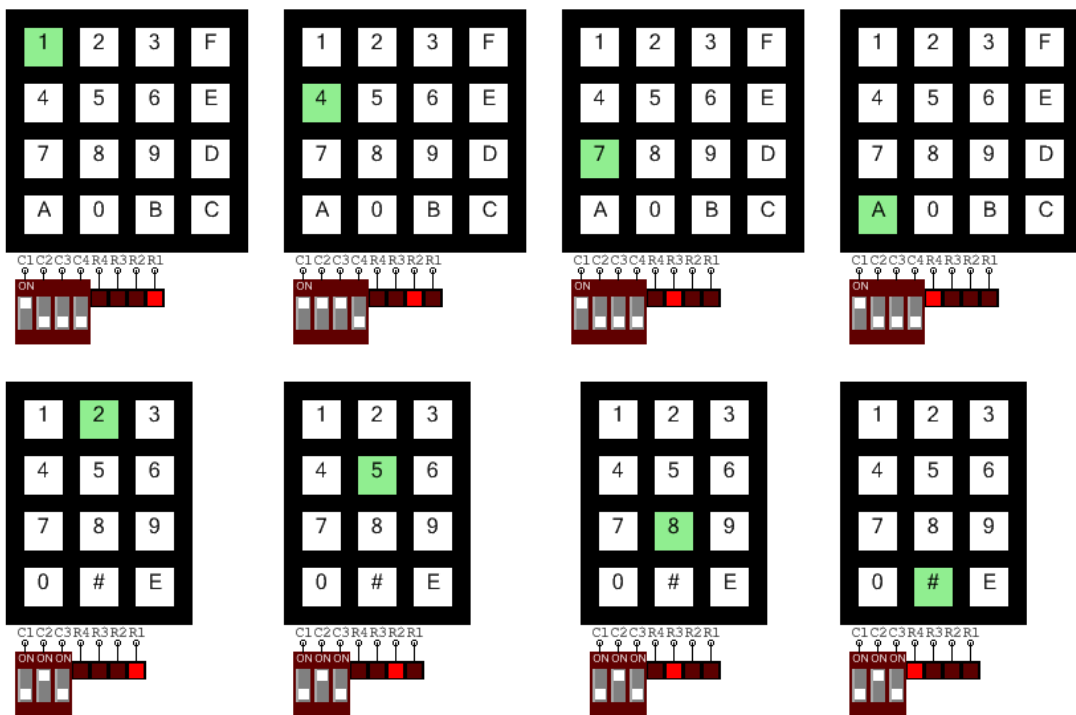 1 2 3 F 1 2 3 F 1 2 3 F 1 2 3 F
4 5 6 E 4 5 6 E 4 5 6 E 4 5 6 E
7 8 9 D 7 8 9 D 7 8 9 D 7 8 9 D
A 0 B C A 0 B C A 0 B C A 0 B C
C1C2C3C4R4R3R2R1 C1C2C3C4R4R3R2R1 C1C2C3C4R4R3R2R1 C1C2C3C4R4R3R2R1
ON ON ON ON
1 2 3 1 2 3 1 2 3 1 2 3
4 5 6 4 5 6 4 5 6 4 5 6
7 8 9 7 8 9 7 8 9 7 8 9
0 # E 0 # E 0 # E 0 # E
C1C2C3R4R3R2R1 C1C2C3R4R3R2R1 C1C2C3R4R3R2R1 C1C2C3R4R3R2R1
ON ON ON ON ON ON ON ON ON ON ON ON